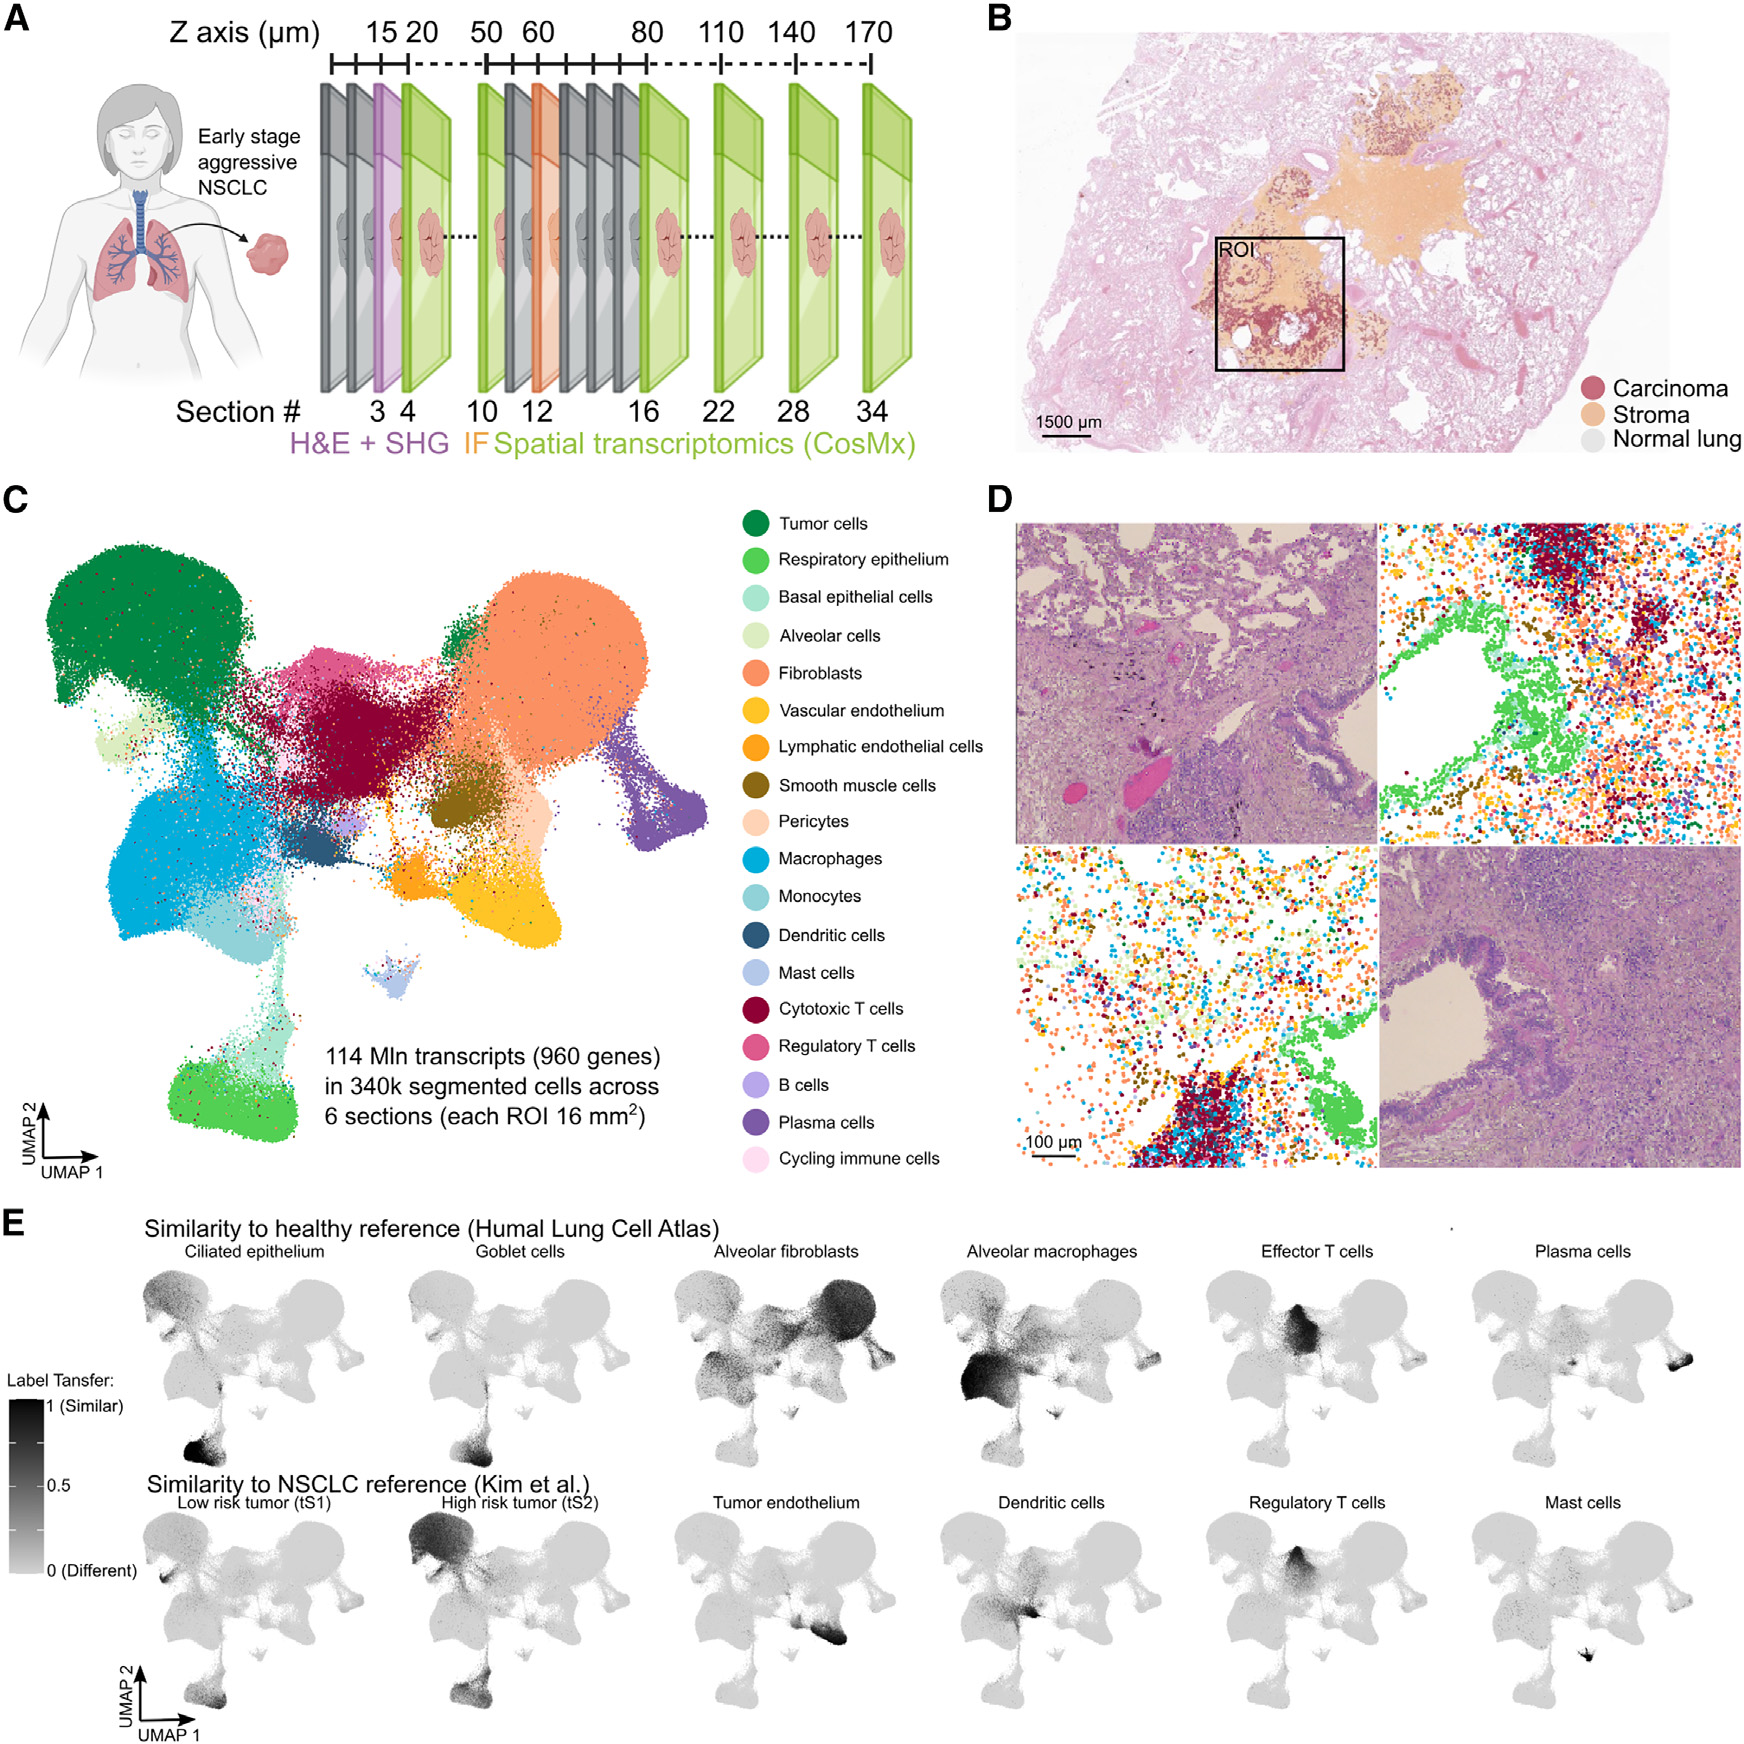 A
Z axis (µm)
15 20 50 60 80 110 140 170
Early stage
aggressive
NSCLC
Section #
3 4 10 12 16 22 28 34
H&E + SHG IF Spatial transcriptomics (CosMx)
B
ROI
1500 µm
Carcinoma
Stroma
Normal lung
C
Tumor cells
Respiratory epithelium
Basal epithelial cells
Alveolar cells
Fibroblasts
Vascular endothelium
Lymphatic endothelial cells
Smooth muscle cells
Pericytes
Macrophages
Monocytes
Dendritic cells
Mast cells
Cytotoxic T cells
Regulatory T cells
B cells
Plasma cells
Cycling immune cells
114 Mln transcripts (960 genes)
in 340k segmented cells across
6 sections (each ROI 16 mm²)
UMAP 2
UMAP 1
D
100 µm
E
Similarity to healthy reference (Humal Lung Cell Atlas)
Ciliated epithelium Goblet cells Alveolar fibroblasts Alveolar macrophages Effector T cells Plasma cells
Label Tansfer:
1 (Similar)
0.5
0 (Different)
Similarity to NSCLC reference (Kim et al.)
Low risk tumor (tS1) High risk tumor (tS2) Tumor endothelium Dendritic cells Regulatory T cells Mast cells
UMAP 2
UMAP 1